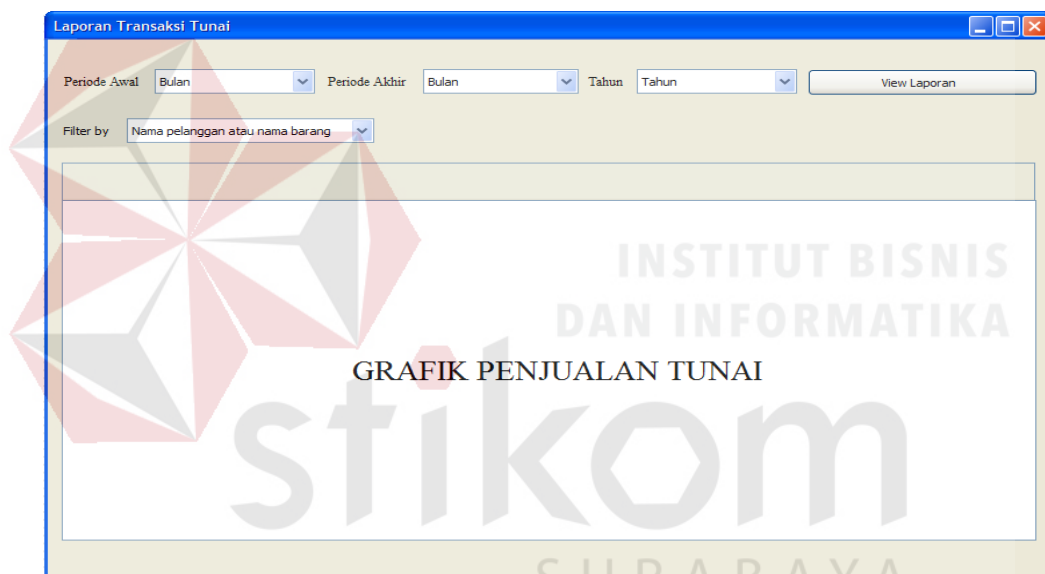 Laporan Transaksi Tunai
Periode Awal Bulan Periode Akhir Bulan Tahun Tahun View Laporan
Filter by Nama pelanggan atau nama barang
INSTITUT BISNIS
DAN INFORMATIKA
GRAFIK PENJUALAN TUNAI
stikom
SURABAYA